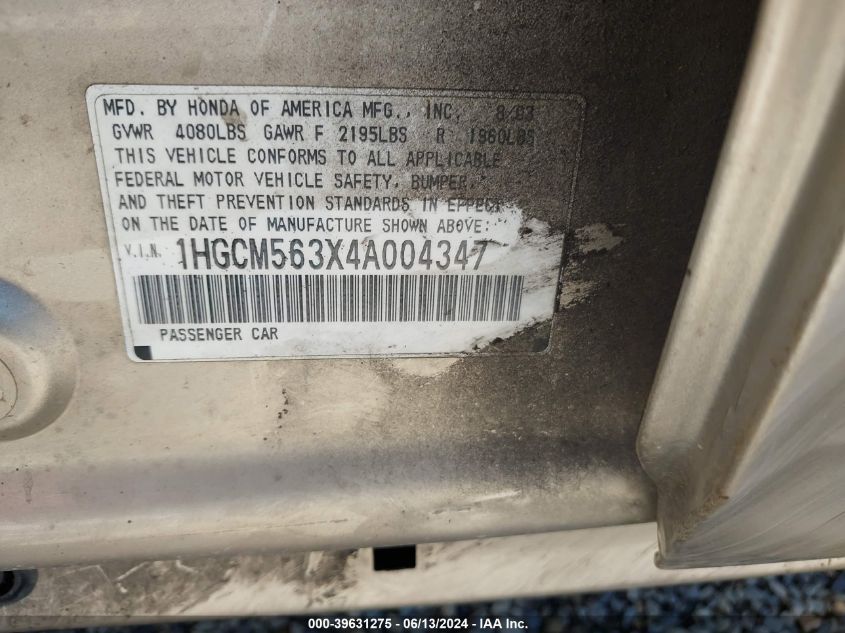 MFD. BY HONDA OF AMERICA MFG., INC. 8/03
GVWR 4080LBS GAWR F 2195LBS R 1960LBS
THIS VEHICLE CONFORMS TO ALL APPLICABLE
FEDERAL MOTOR VEHICLE SAFETY, BUMPER,
AND THEFT PREVENTION STANDARDS IN EFFECT
ON THE DATE OF MANUFACTURE SHOWN ABOVE:
V.I.N. 1HGCM563X4A004347
PASSENGER CAR
000-39631275 - 06/13/2024 - IAA Inc.